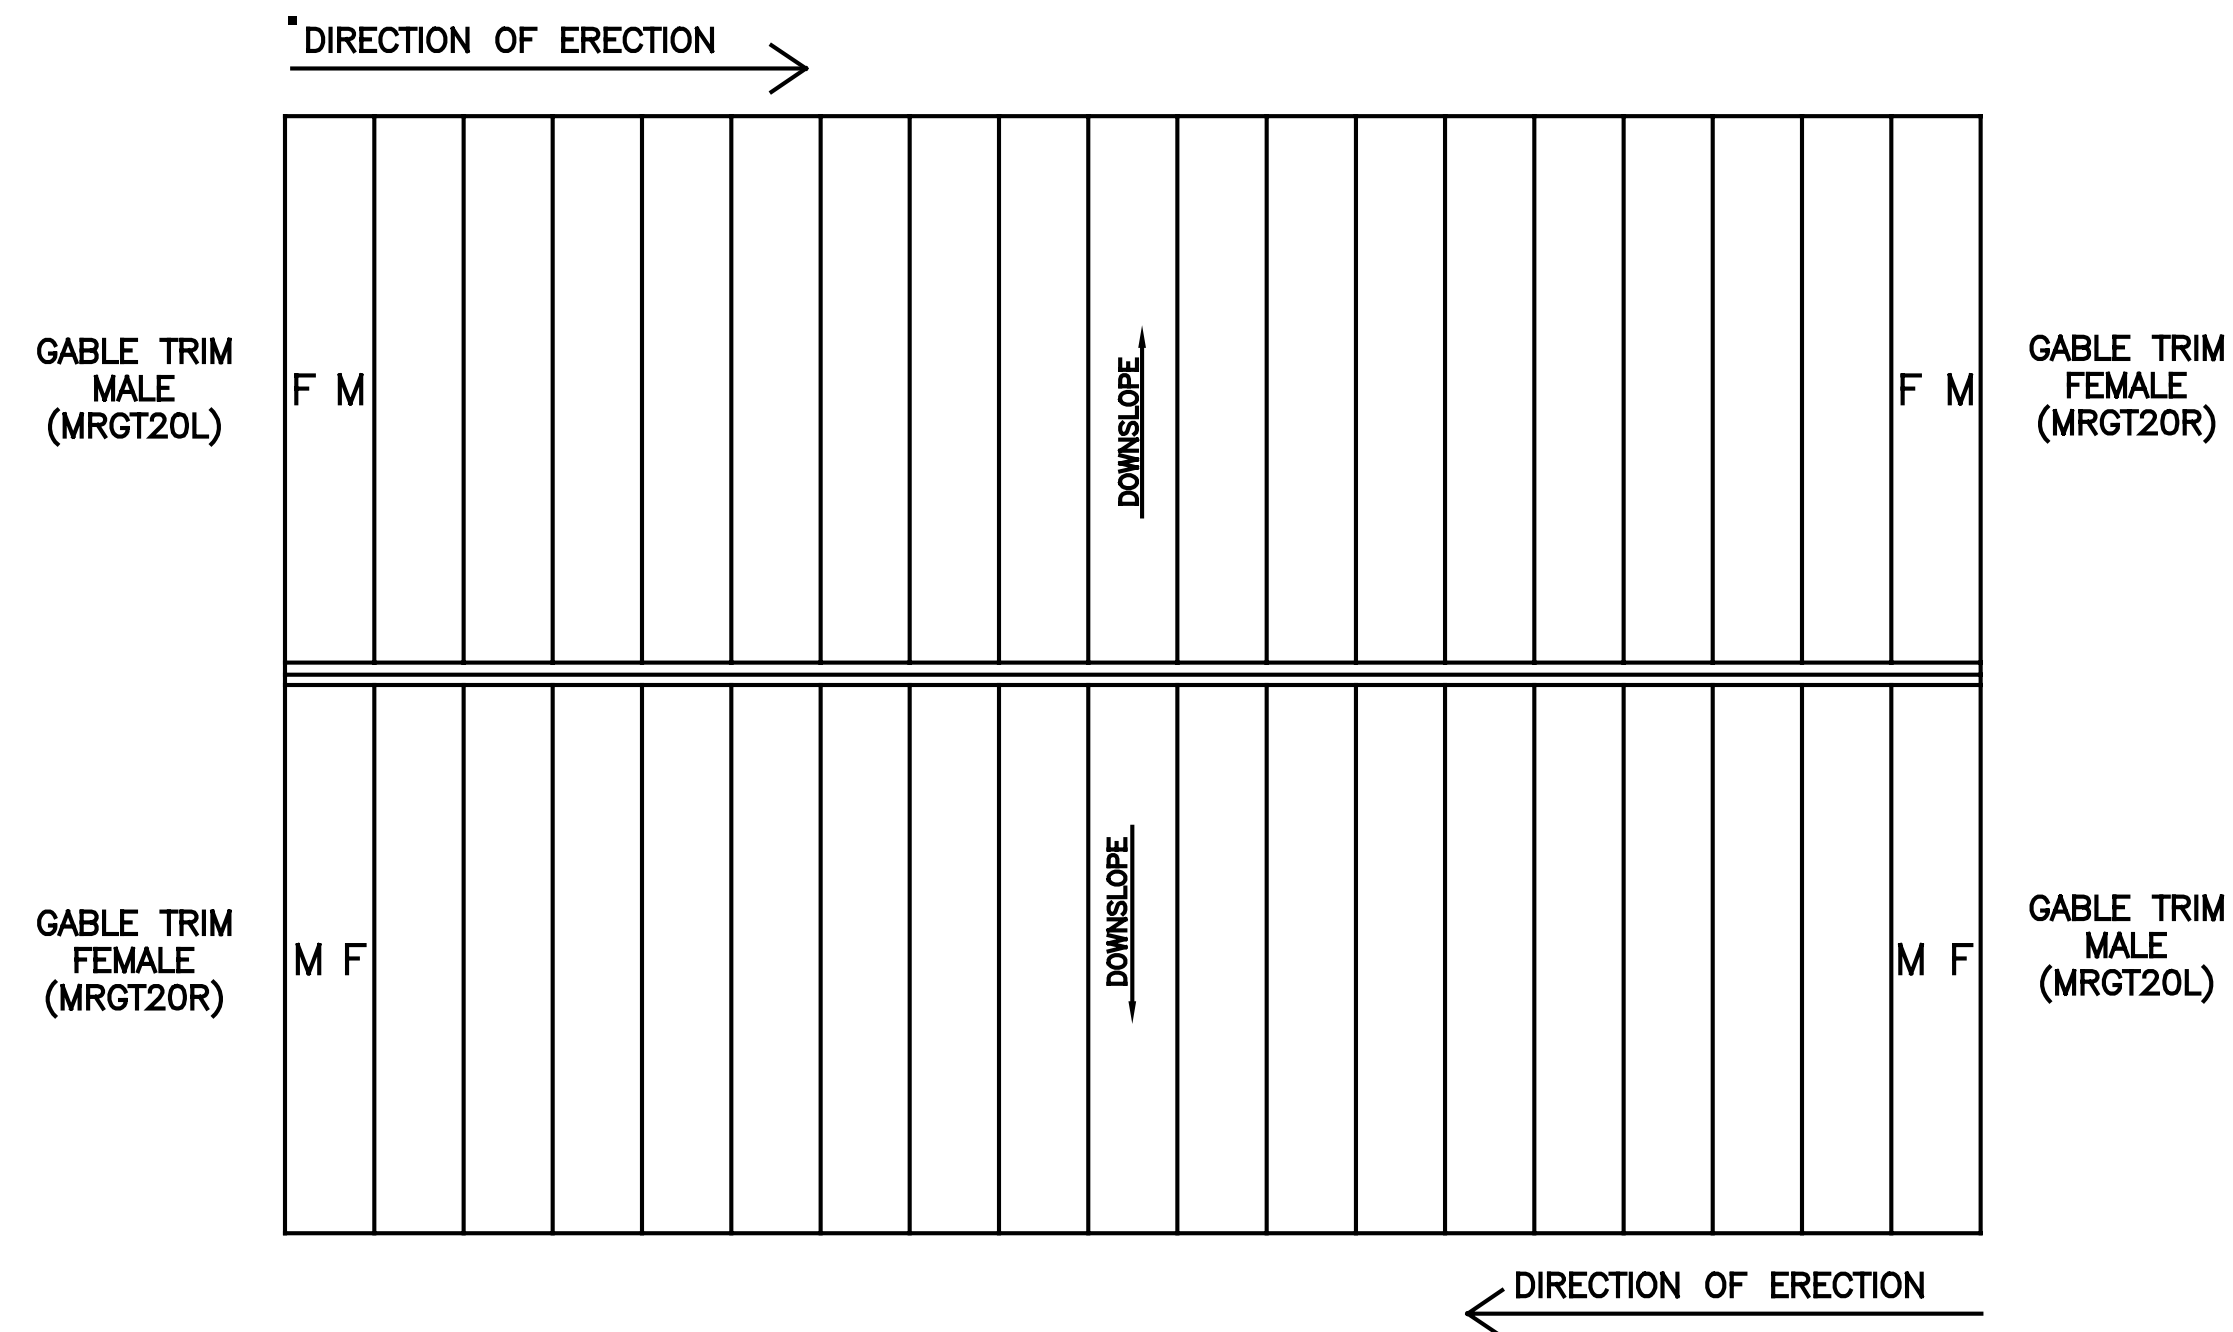 DIRECTION OF ERECTION
GABLE TRIM
MALE
(MRGT20L)
F M
DOWNSLOPE
F M
GABLE TRIM
FEMALE
(MRGT20R)
GABLE TRIM
FEMALE
(MRGT20R)
M F
DOWNSLOPE
M F
GABLE TRIM
MALE
(MRGT20L)
DIRECTION OF ERECTION